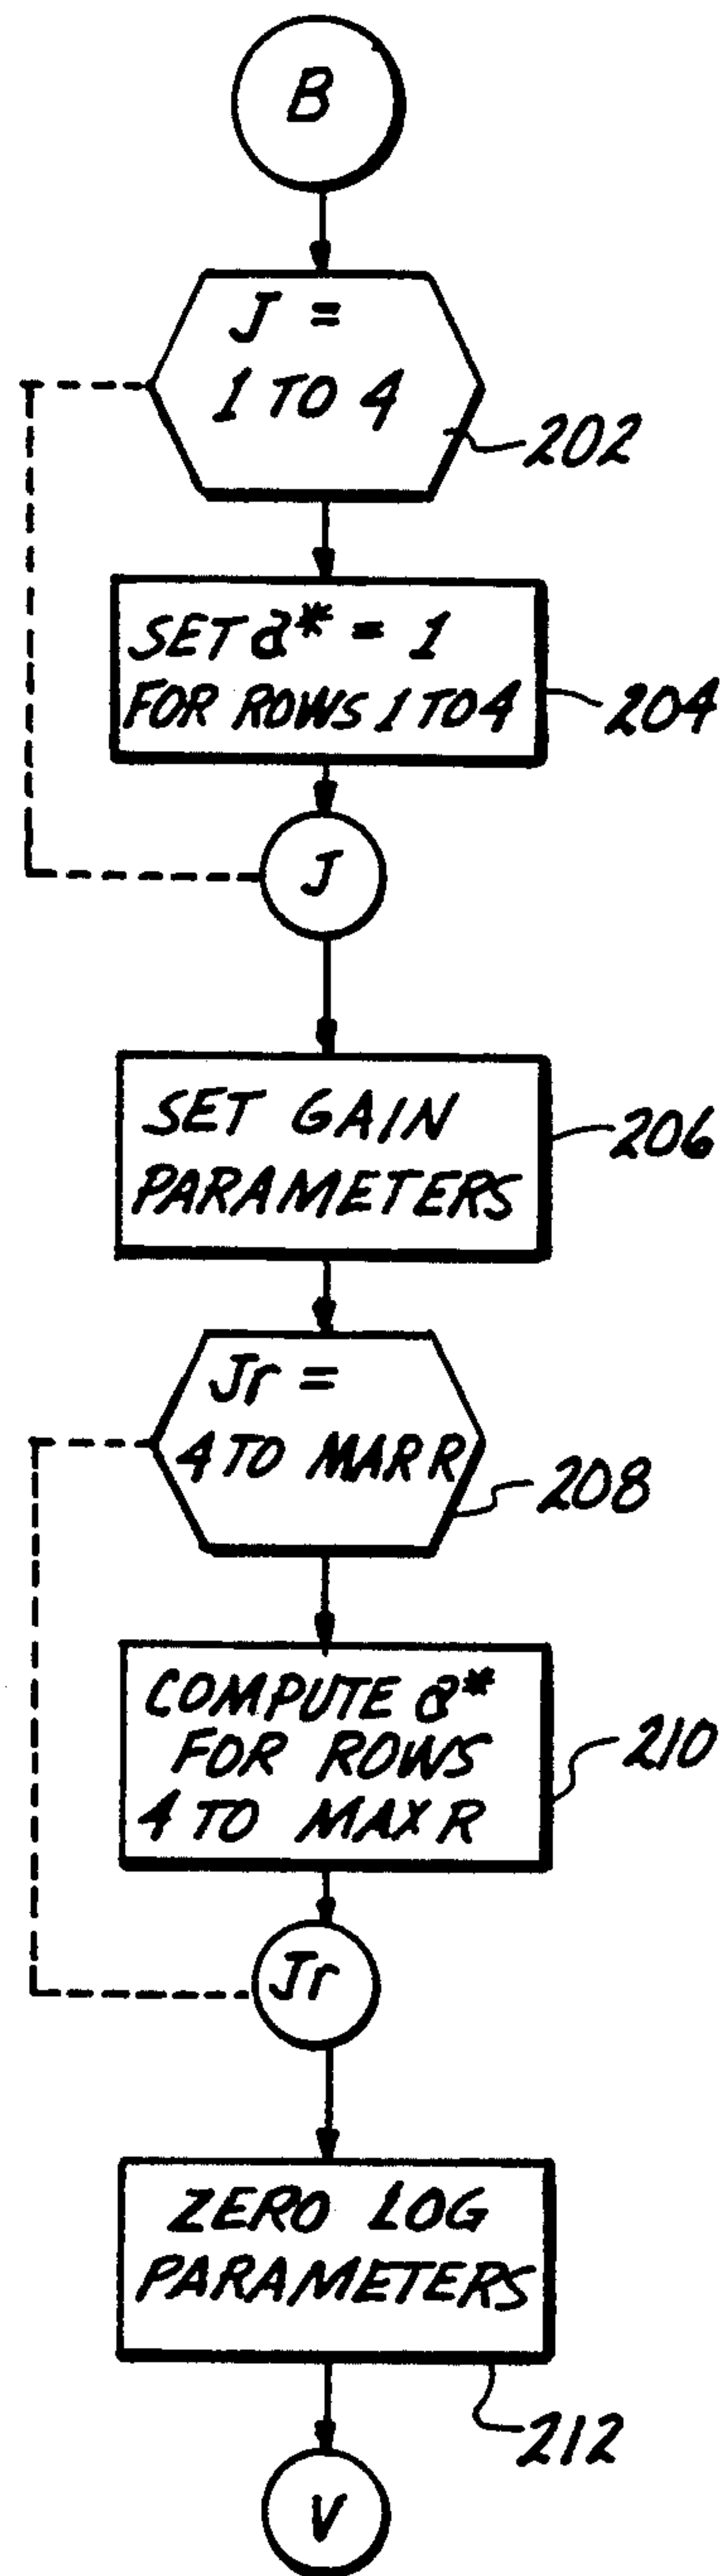 B
J =
1 TO 4
202
SET a* = 1
FOR ROWS 1 TO 4
204
J
SET GAIN
PARAMETERS
206
Jr =
4 TO MARR
208
COMPUTE a*
FOR ROWS
4 TO MAXR
210
Jr
ZERO LOG
PARAMETERS
212
V